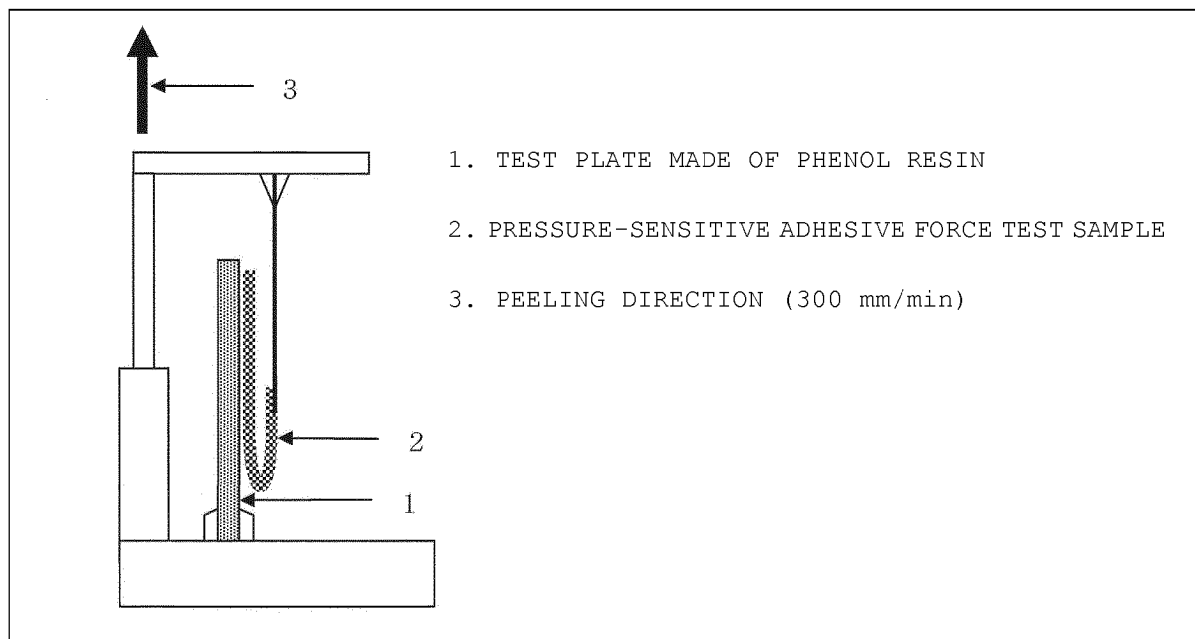 3
1. TEST PLATE MADE OF PHENOL RESIN
2. PRESSURE-SENSITIVE ADHESIVE FORCE TEST SAMPLE
3. PEELING DIRECTION (300 mm/min)
2
1